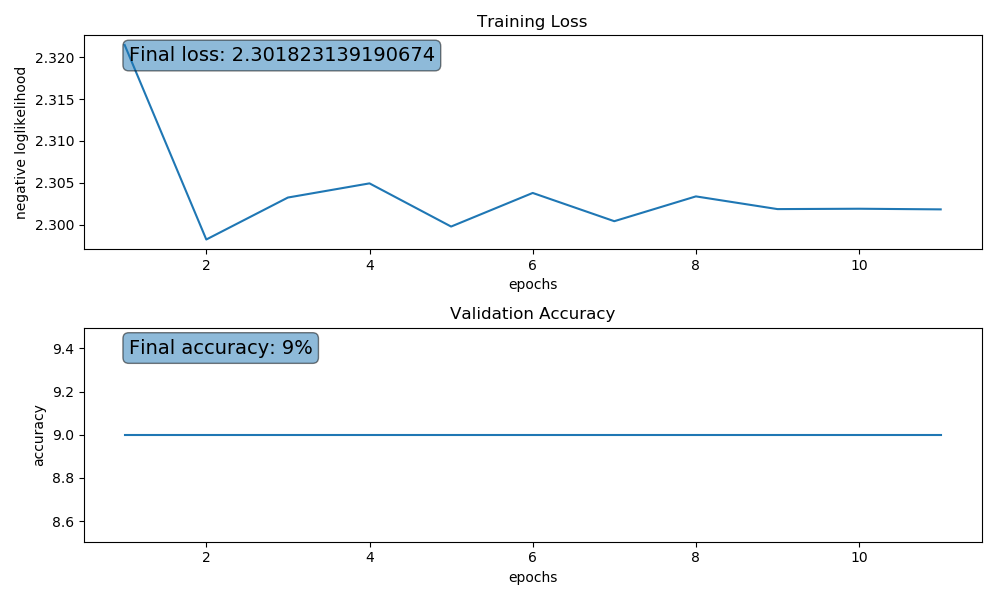 Training Loss
Final loss: 2.301823139190674
negative loglikelihood
2.320
2.315
2.310
2.305
2.300
2 4 6 8 10
epochs
Validation Accuracy
Final accuracy: 9%
accuracy
9.4
9.2
9.0
8.8
8.6
2 4 6 8 10
epochs